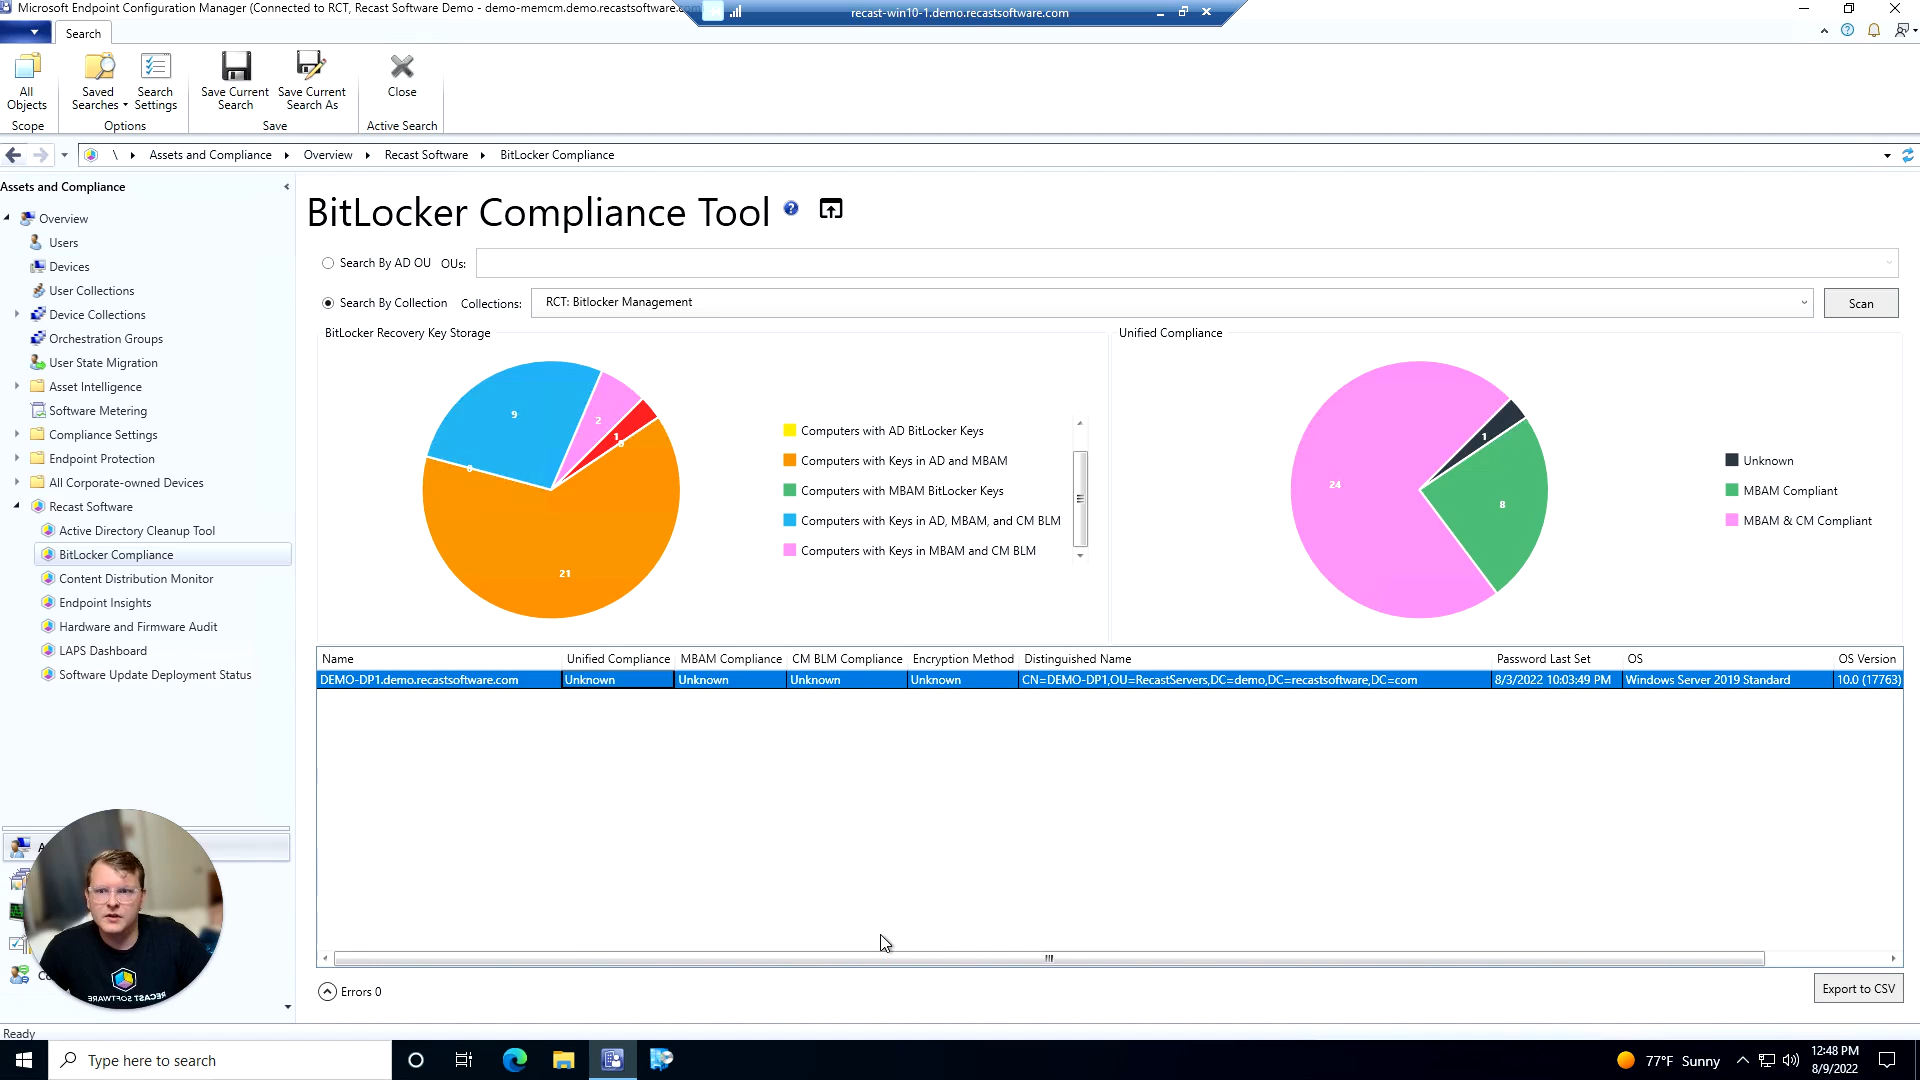 Microsoft Endpoint Configuration Manager (Connected to RCT, Recast Software Demo - demo-memcm.demo.recastsoftware.com
recast-win10-1.demo.recastsoftware.com
Search
All Objects
Saved Searches
Search Settings
Save Current Search
Save Current Search As
Close
Scope
Options
Save
Active Search
\ Assets and Compliance Overview Recast Software BitLocker Compliance
Assets and Compliance
Overview
Users
Devices
User Collections
Device Collections
Orchestration Groups
User State Migration
Asset Intelligence
Software Metering
Compliance Settings
Endpoint Protection
All Corporate-owned Devices
Recast Software
Active Directory Cleanup Tool
BitLocker Compliance
Content Distribution Monitor
Endpoint Insights
Hardware and Firmware Audit
LAPS Dashboard
Software Update Deployment Status
BitLocker Compliance Tool
Search By AD OU OUs:
Search By Collection Collections: RCT: Bitlocker Management Scan
BitLocker Recovery Key Storage
9
2
1
21
Computers with AD BitLocker Keys
Computers with Keys in AD and MBAM
Computers with MBAM BitLocker Keys
Computers with Keys in AD, MBAM, and CM BLM
Computers with Keys in MBAM and CM BLM
Unified Compliance
1
24
8
Unknown
MBAM Compliant
MBAM & CM Compliant
Name Unified Compliance MBAM Compliance CM BLM Compliance Encryption Method Distinguished Name Password Last Set OS OS Version
DEMO-DP1.demo.recastsoftware.com Unknown Unknown Unknown Unknown CN=DEMO-DP1,OU=RecastServers,DC=demo,DC=recastsoftware,DC=com 8/3/2022 10:03:49 PM Windows Server 2019 Standard 10.0 (17763)
Errors 0
Export to CSV
RECAST SOFTWARE
Ready
Type here to search
77°F Sunny
12:48 PM
8/9/2022